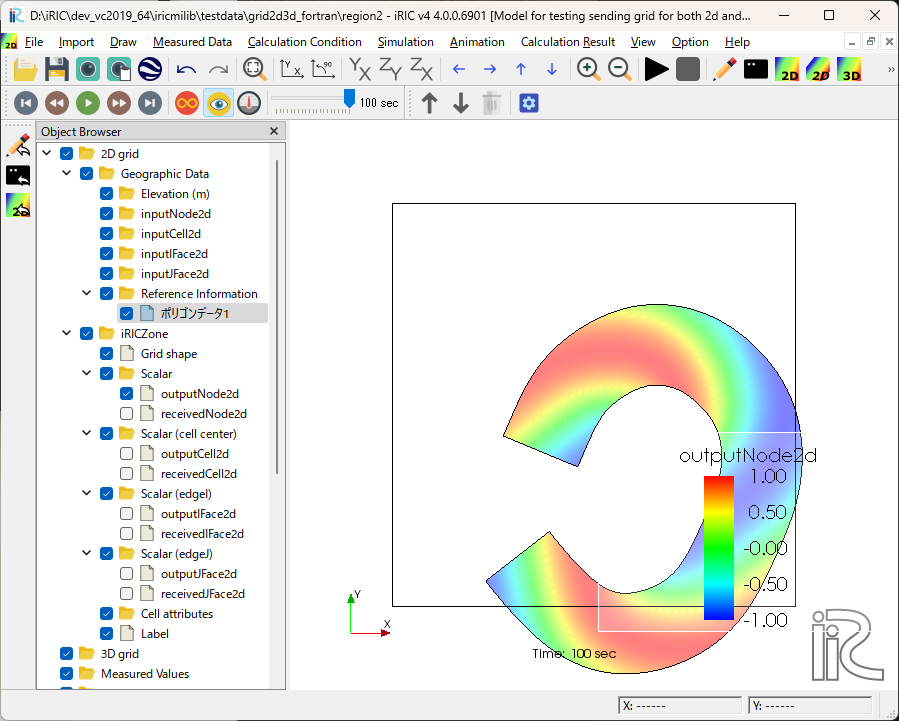 D:\iRIC\dev_vc2019_64\iricmilib\testdata\grid2d3d_fortran\region2 - iRIC v4 4.0.0.6901 [Model for testing sending grid for both 2d and...
File Import Draw Measured Data Calculation Condition Simulation Animation Calculation Result View Option Help
2D
YX ZY ZX
2D 2D 3D
100 sec
Object Browser
2D grid
Geographic Data
Elevation (m)
inputNode2d
inputCell2d
inputIFace2d
inputJFace2d
Reference Information
ポリゴンデータ1
iRICZone
Grid shape
Scalar
outputNode2d
receivedNode2d
Scalar (cell center)
outputCell2d
receivedCell2d
Scalar (edgeI)
outputIFace2d
receivedIFace2d
Scalar (edgeJ)
outputJFace2d
receivedJFace2d
Cell attributes
Label
3D grid
Measured Values
outputNode2d
1.00
0.50
-0.00
-0.50
-1.00
Y
X
Time: 100 sec
iRIC
X: ------
Y: ------